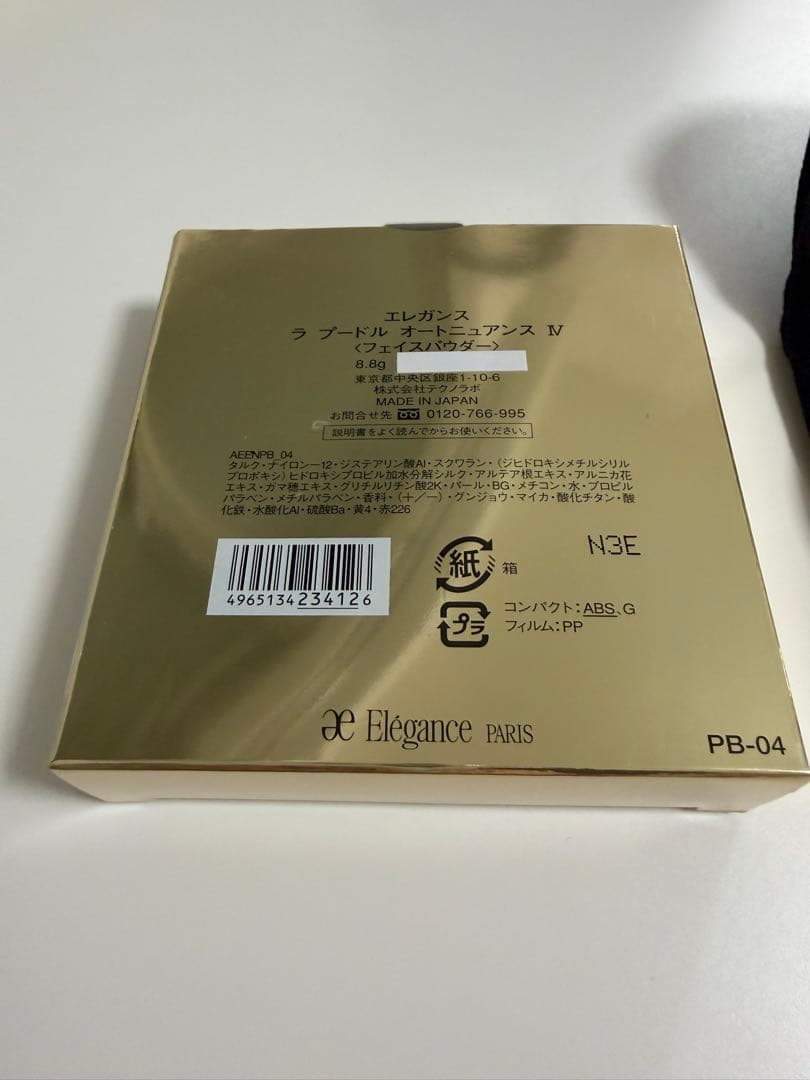 エレガンス
ラ プードル オートニュアンス Ⅳ
〈フェイスパウダー〉
8.8g
東京都中央区銀座1-10-6
株式会社テクノラボ
MADE IN JAPAN
お問合せ先 0120-766-995
説明書をよく読んでからお使いください。
AEENPB_04
タルク・ナイロン―12・ジステアリン酸Al・スクワラン・(ジヒドロキシメチルシリル
プロポキシ)ヒドロキシプロピル加水分解シルク・アルテア根エキス・アルニカ花
エキス・ガマ穂エキス・グリチルリチン酸2K・パール・BG・メチコン・水・プロピル
パラベン・メチルパラベン・香料・(+/−)・グンジョウ・マイカ・酸化チタン・酸
化鉄・水酸化Al・硫酸Ba・黄4・赤226
4965134234126
紙 箱
N3E
プラ
コンパクト:ABS、G
フィルム:PP
æ Elégance PARIS
PB-04